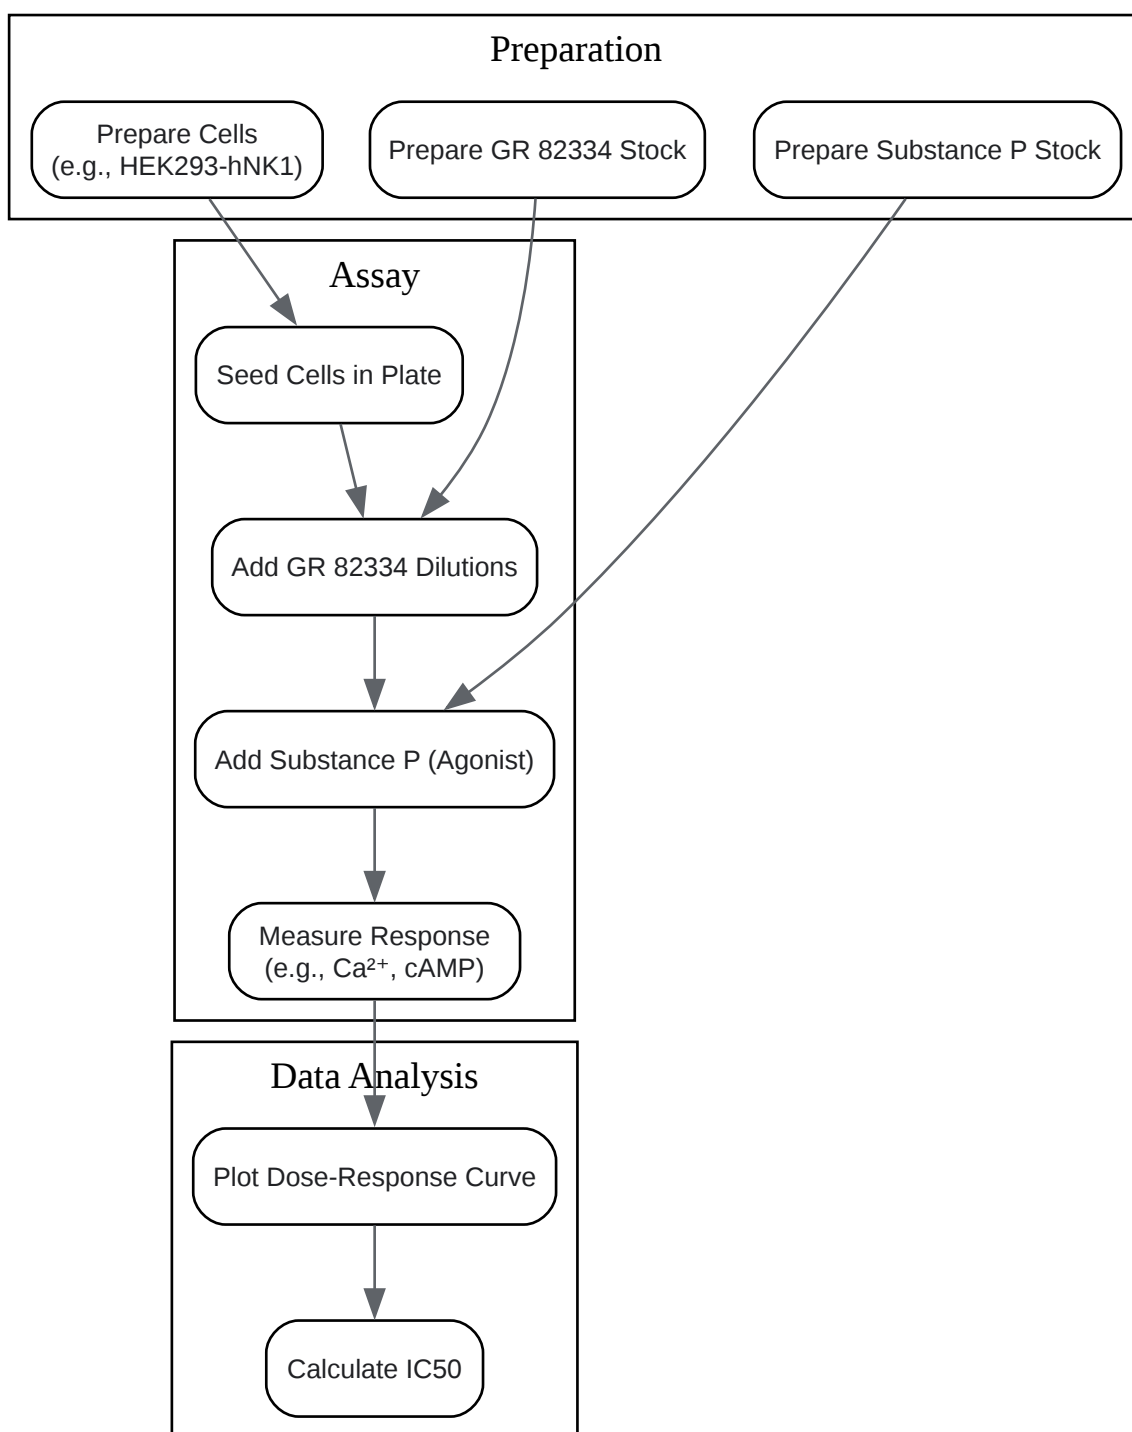 Preparation
Prepare Cells
(e.g., HEK293-hNK1)
Prepare GR 82334 Stock
Prepare Substance P Stock
Assay
Seed Cells in Plate
Add GR 82334 Dilutions
Add Substance P (Agonist)
Measure Response
(e.g., Ca²⁺, cAMP)
Data Analysis
Plot Dose-Response Curve
Calculate IC50